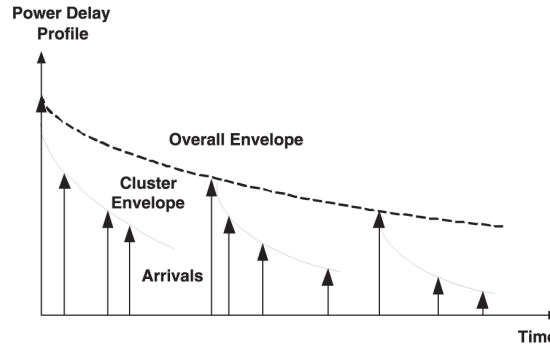 Power Delay
Profile
Overall Envelope
Cluster
Envelope
Arrivals
Time